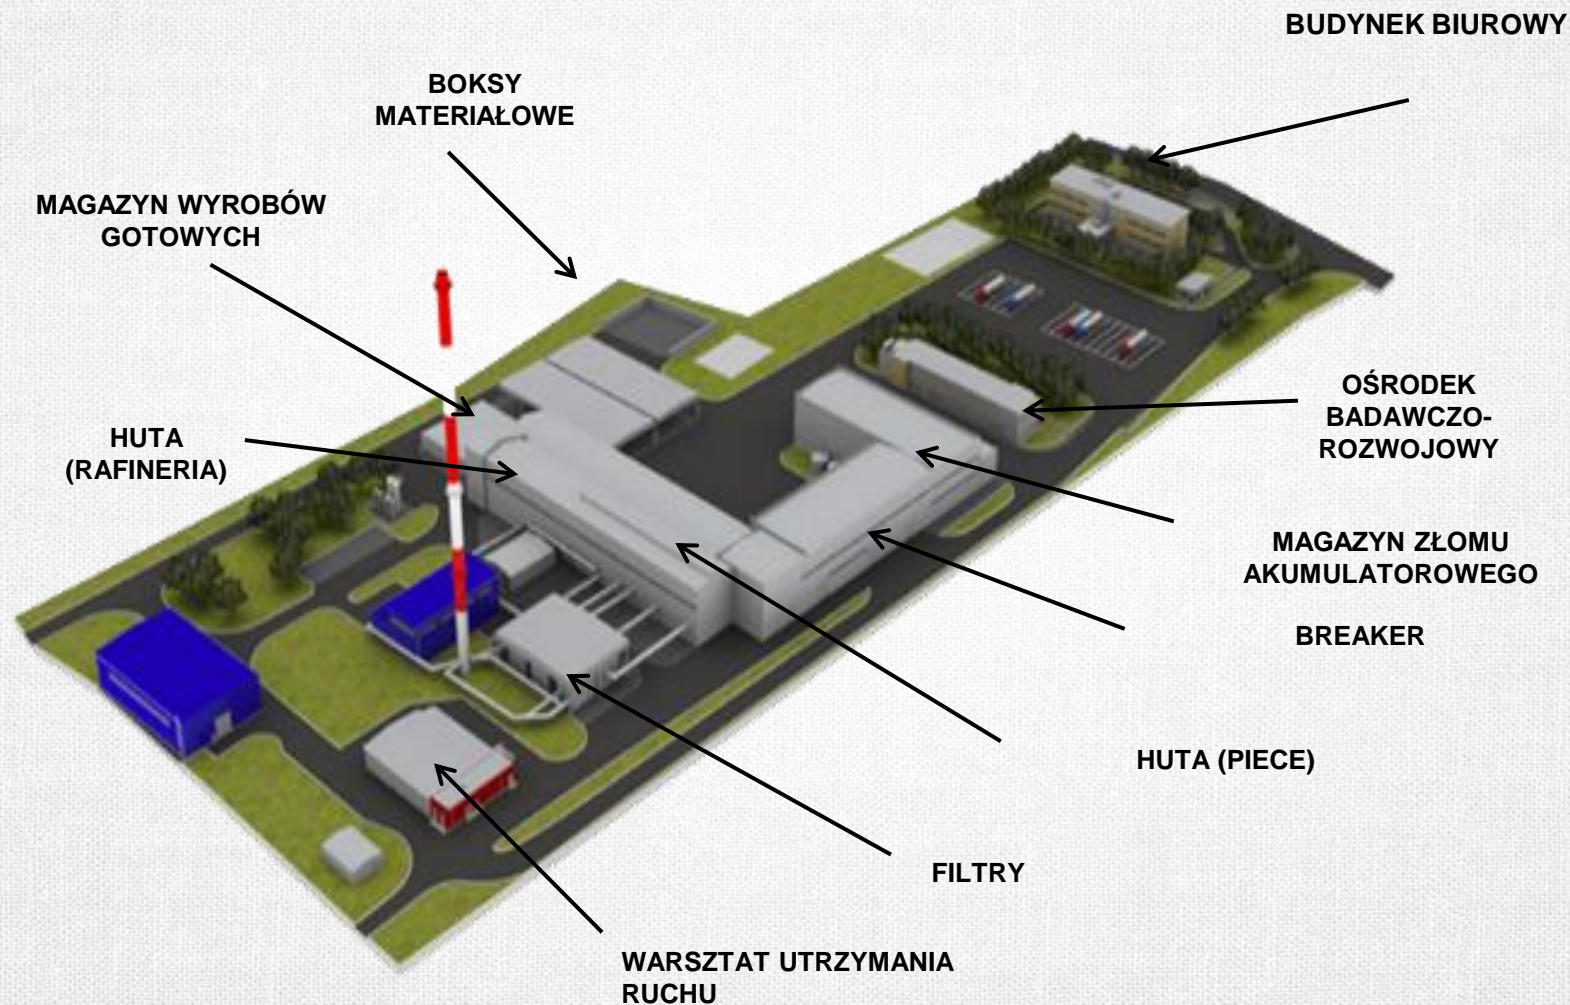 BUDYNEK BIUROWY
BOKSY
MATERIAŁOWE
MAGAZYN WYROBÓW
GOTOWYCH
HUTA
(RAFINERIA)
OŚRODEK
BADAWCZO-
ROZWOJOWY
MAGAZYN ZŁOMU
AKUMULATOROWEGO
BREAKER
HUTA (PIECE)
FILTRY
WARSZTAT UTRZYMANIA
RUCHU